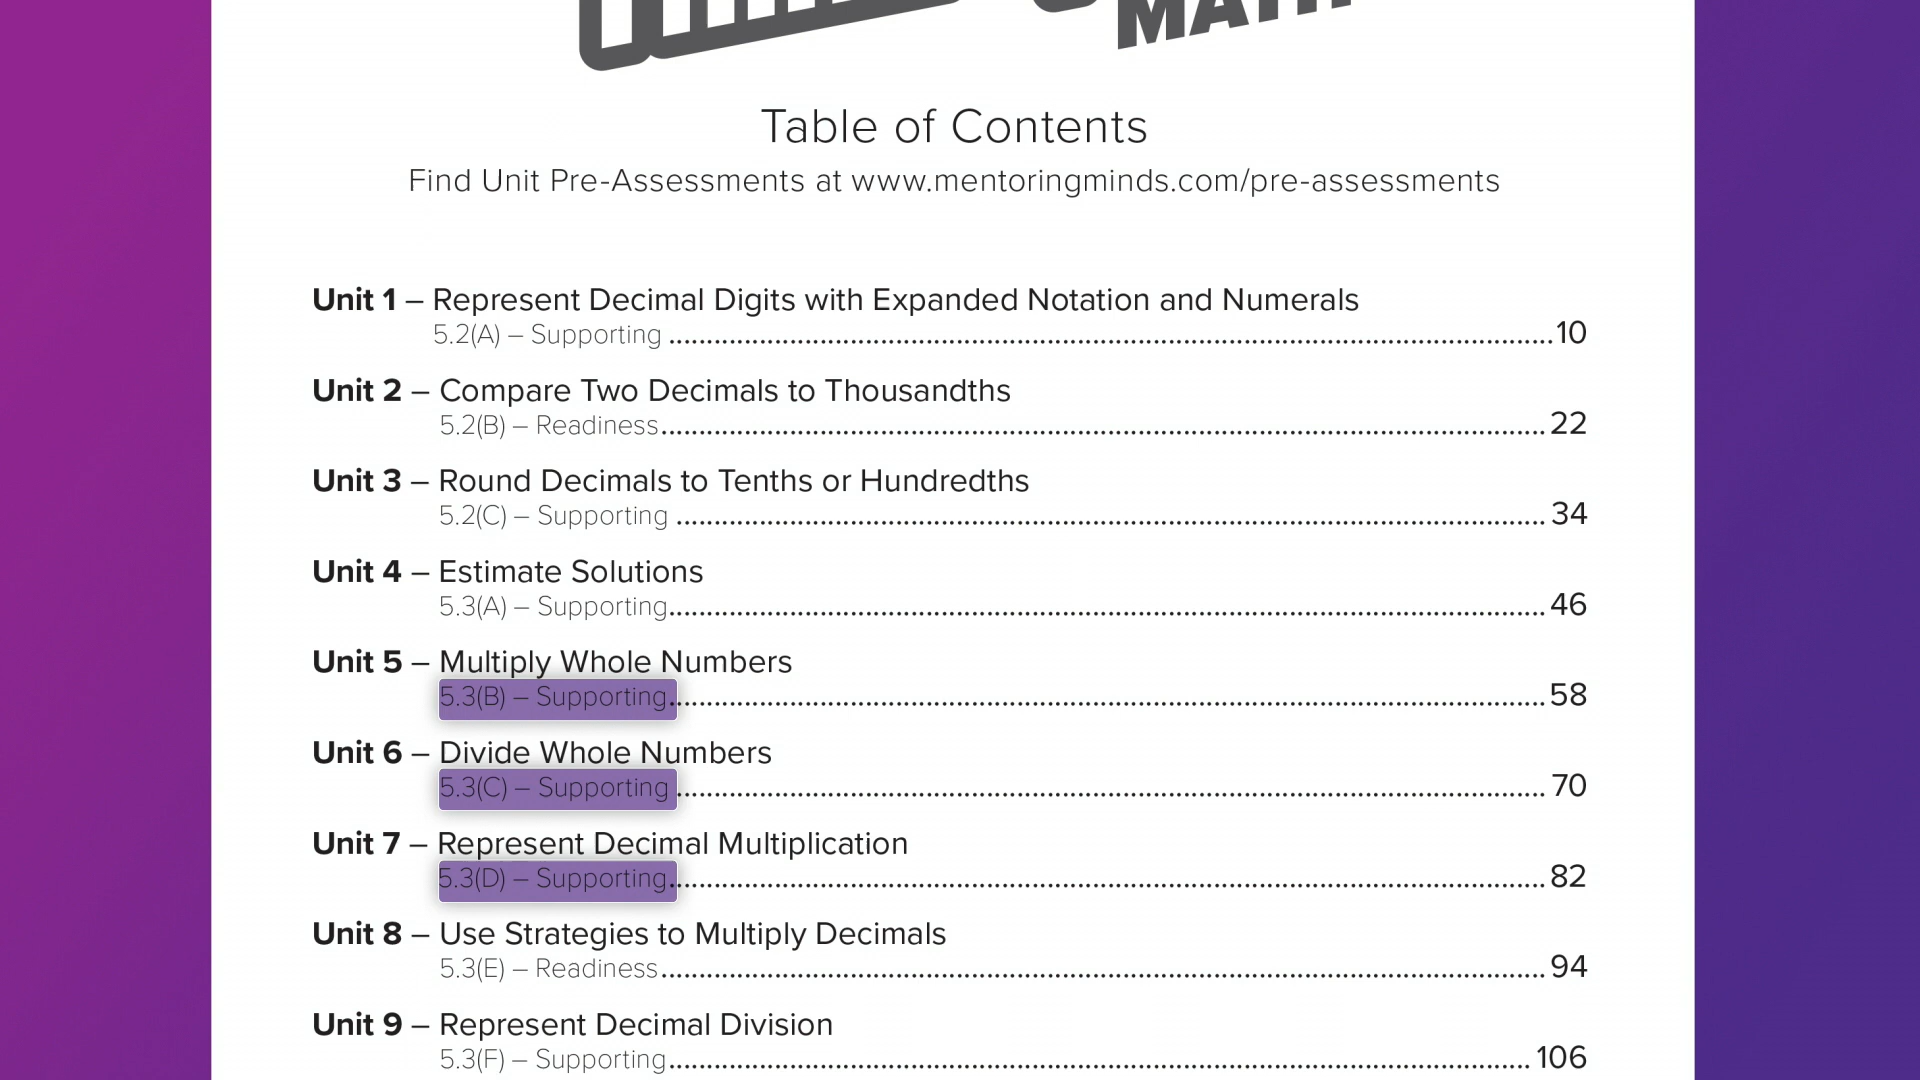 MATH
Table of Contents
Find Unit Pre-Assessments at www.mentoringminds.com/pre-assessments
Unit 1 – Represent Decimal Digits with Expanded Notation and Numerals
5.2(A) – Supporting ........ 10
Unit 2 – Compare Two Decimals to Thousandths
5.2(B) – Readiness ........ 22
Unit 3 – Round Decimals to Tenths or Hundredths
5.2(C) – Supporting ........ 34
Unit 4 – Estimate Solutions
5.3(A) – Supporting ........ 46
Unit 5 – Multiply Whole Numbers
5.3(B) – Supporting ........ 58
Unit 6 – Divide Whole Numbers
5.3(C) – Supporting ........ 70
Unit 7 – Represent Decimal Multiplication
5.3(D) – Supporting ........ 82
Unit 8 – Use Strategies to Multiply Decimals
5.3(E) – Readiness ........ 94
Unit 9 – Represent Decimal Division
5.3(F) – Supporting ........ 106